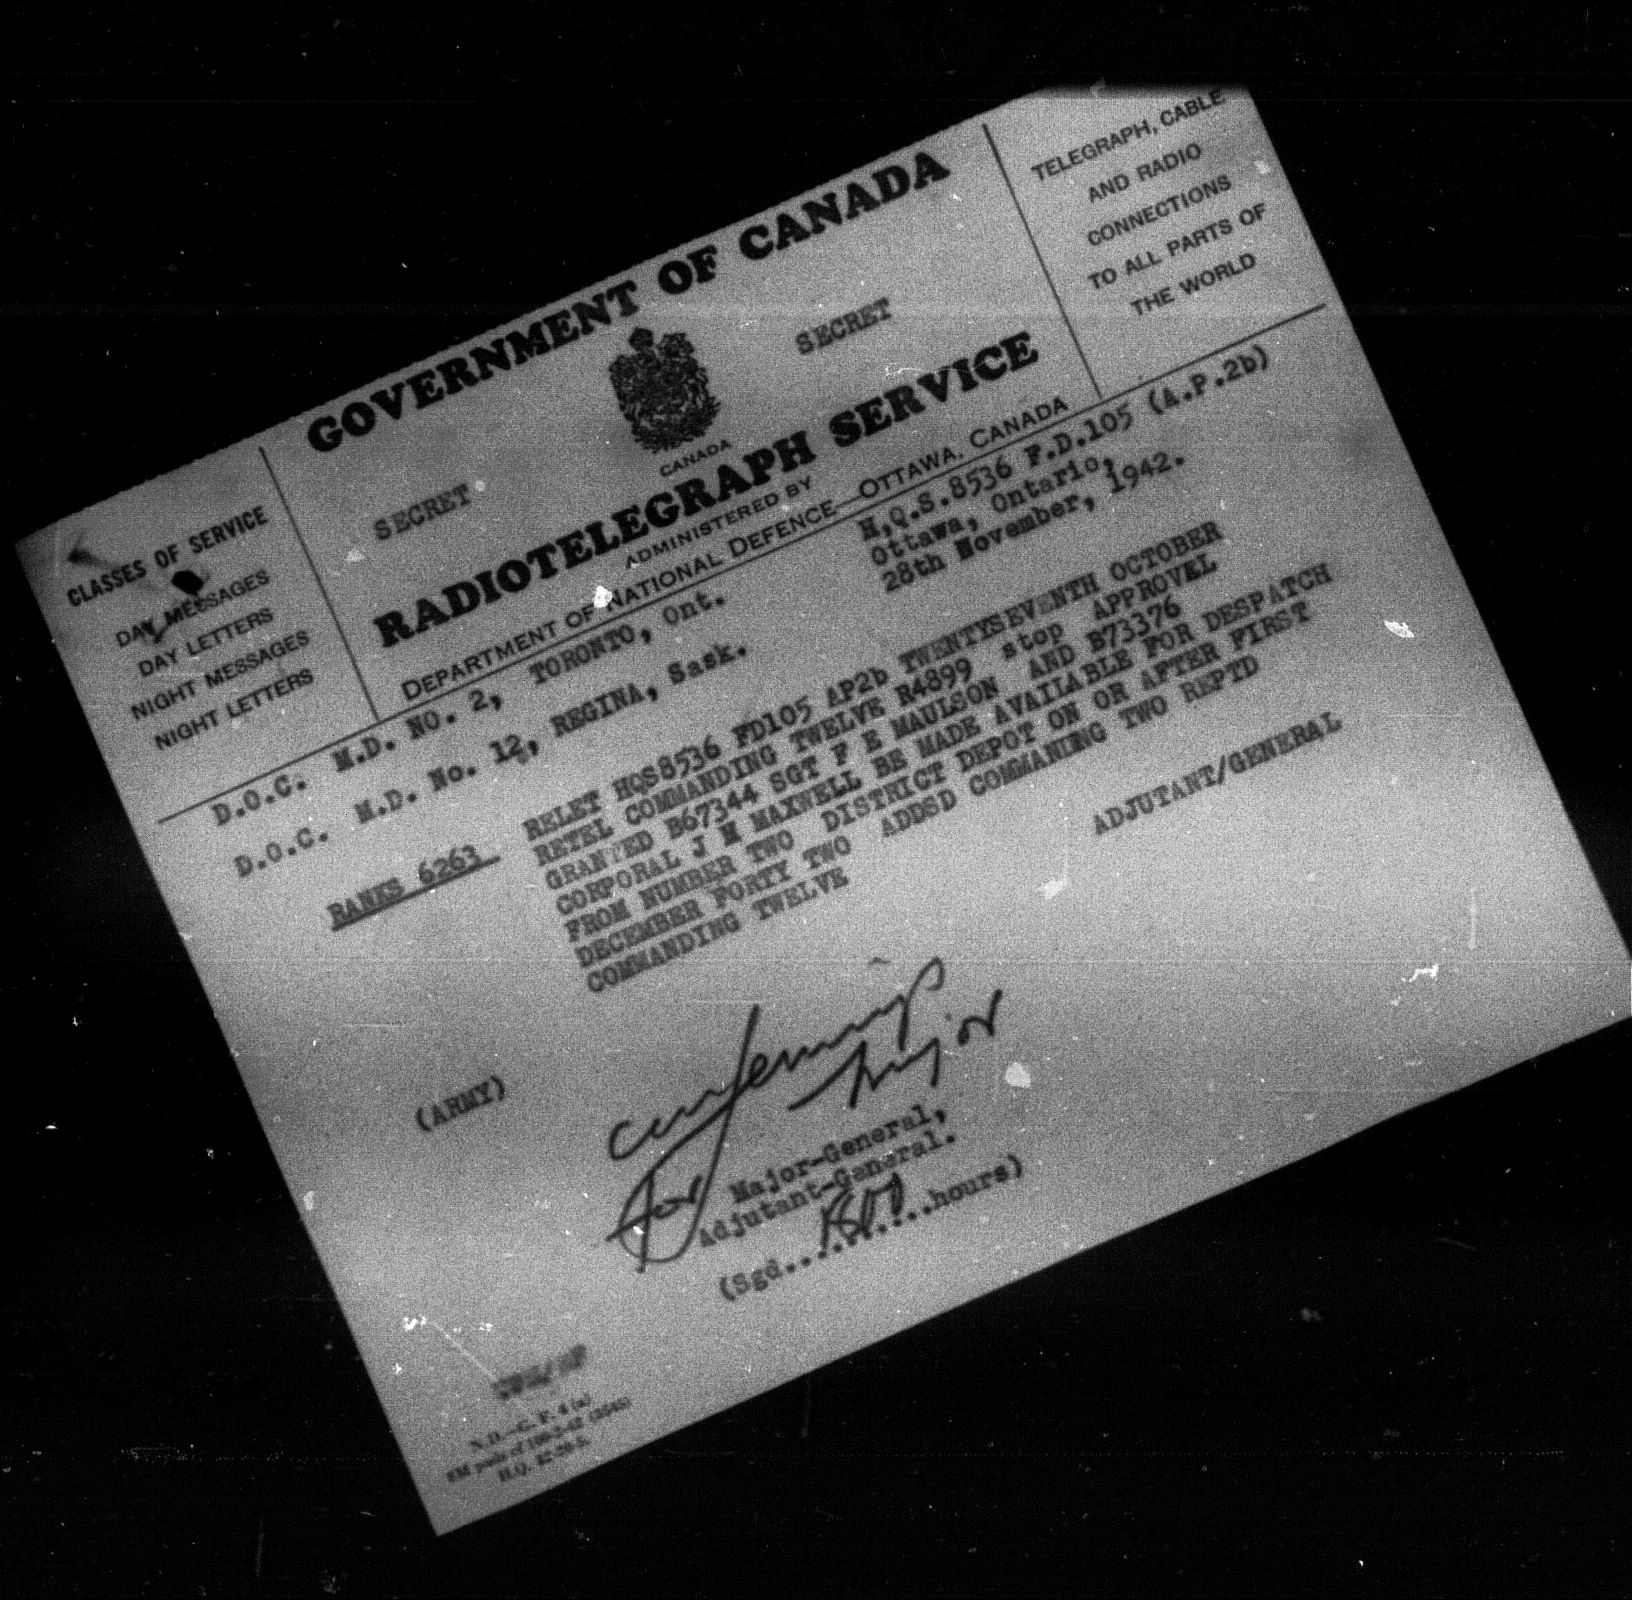 GOVERNMENT OF CANADA
SECRET
SECRET
CANADA
RADIOTELEGRAPH SERVICE
ADMINISTERED BY
DEPARTMENT OF NATIONAL DEFENCE—OTTAWA, CANADA
TELEGRAPH, CABLE
AND RADIO
CONNECTIONS
TO ALL PARTS OF
THE WORLD
CLASSES OF SERVICE
DAY MESSAGES
DAY LETTERS
NIGHT MESSAGES
NIGHT LETTERS
H.Q.S.8536 F.D.105 (A.P.2b)
Ottawa, Ontario,
28th November, 1942.
D.O.C. M.D. NO. 2, TORONTO, Ont.
D.O.C. M.D. No. 12, REGINA, Sask.
RANKS 6263
RELET HQS8536 FD105 AP2b TWENTYSEVENTH OCTOBER
RETEL COMMANDING TWELVE R4899 stop APPROVEL
GRANTED B67344 SGT F E MAULSON AND B73376
CORPORAL J M MAXWELL BE MADE AVAILABLE FOR DESPATCH
FROM NUMBER TWO DISTRICT DEPOT ON OR AFTER FIRST
DECEMBER FORTY TWO ADDSD COMMANDING TWO REPTD
COMMANDING TWELVE
ADJUTANT/GENERAL
(ARMY)
Major
for Major-General,
Adjutant-General.
(Sgd..........hours)
N.D.—G. F. 4 (a)
H.Q.